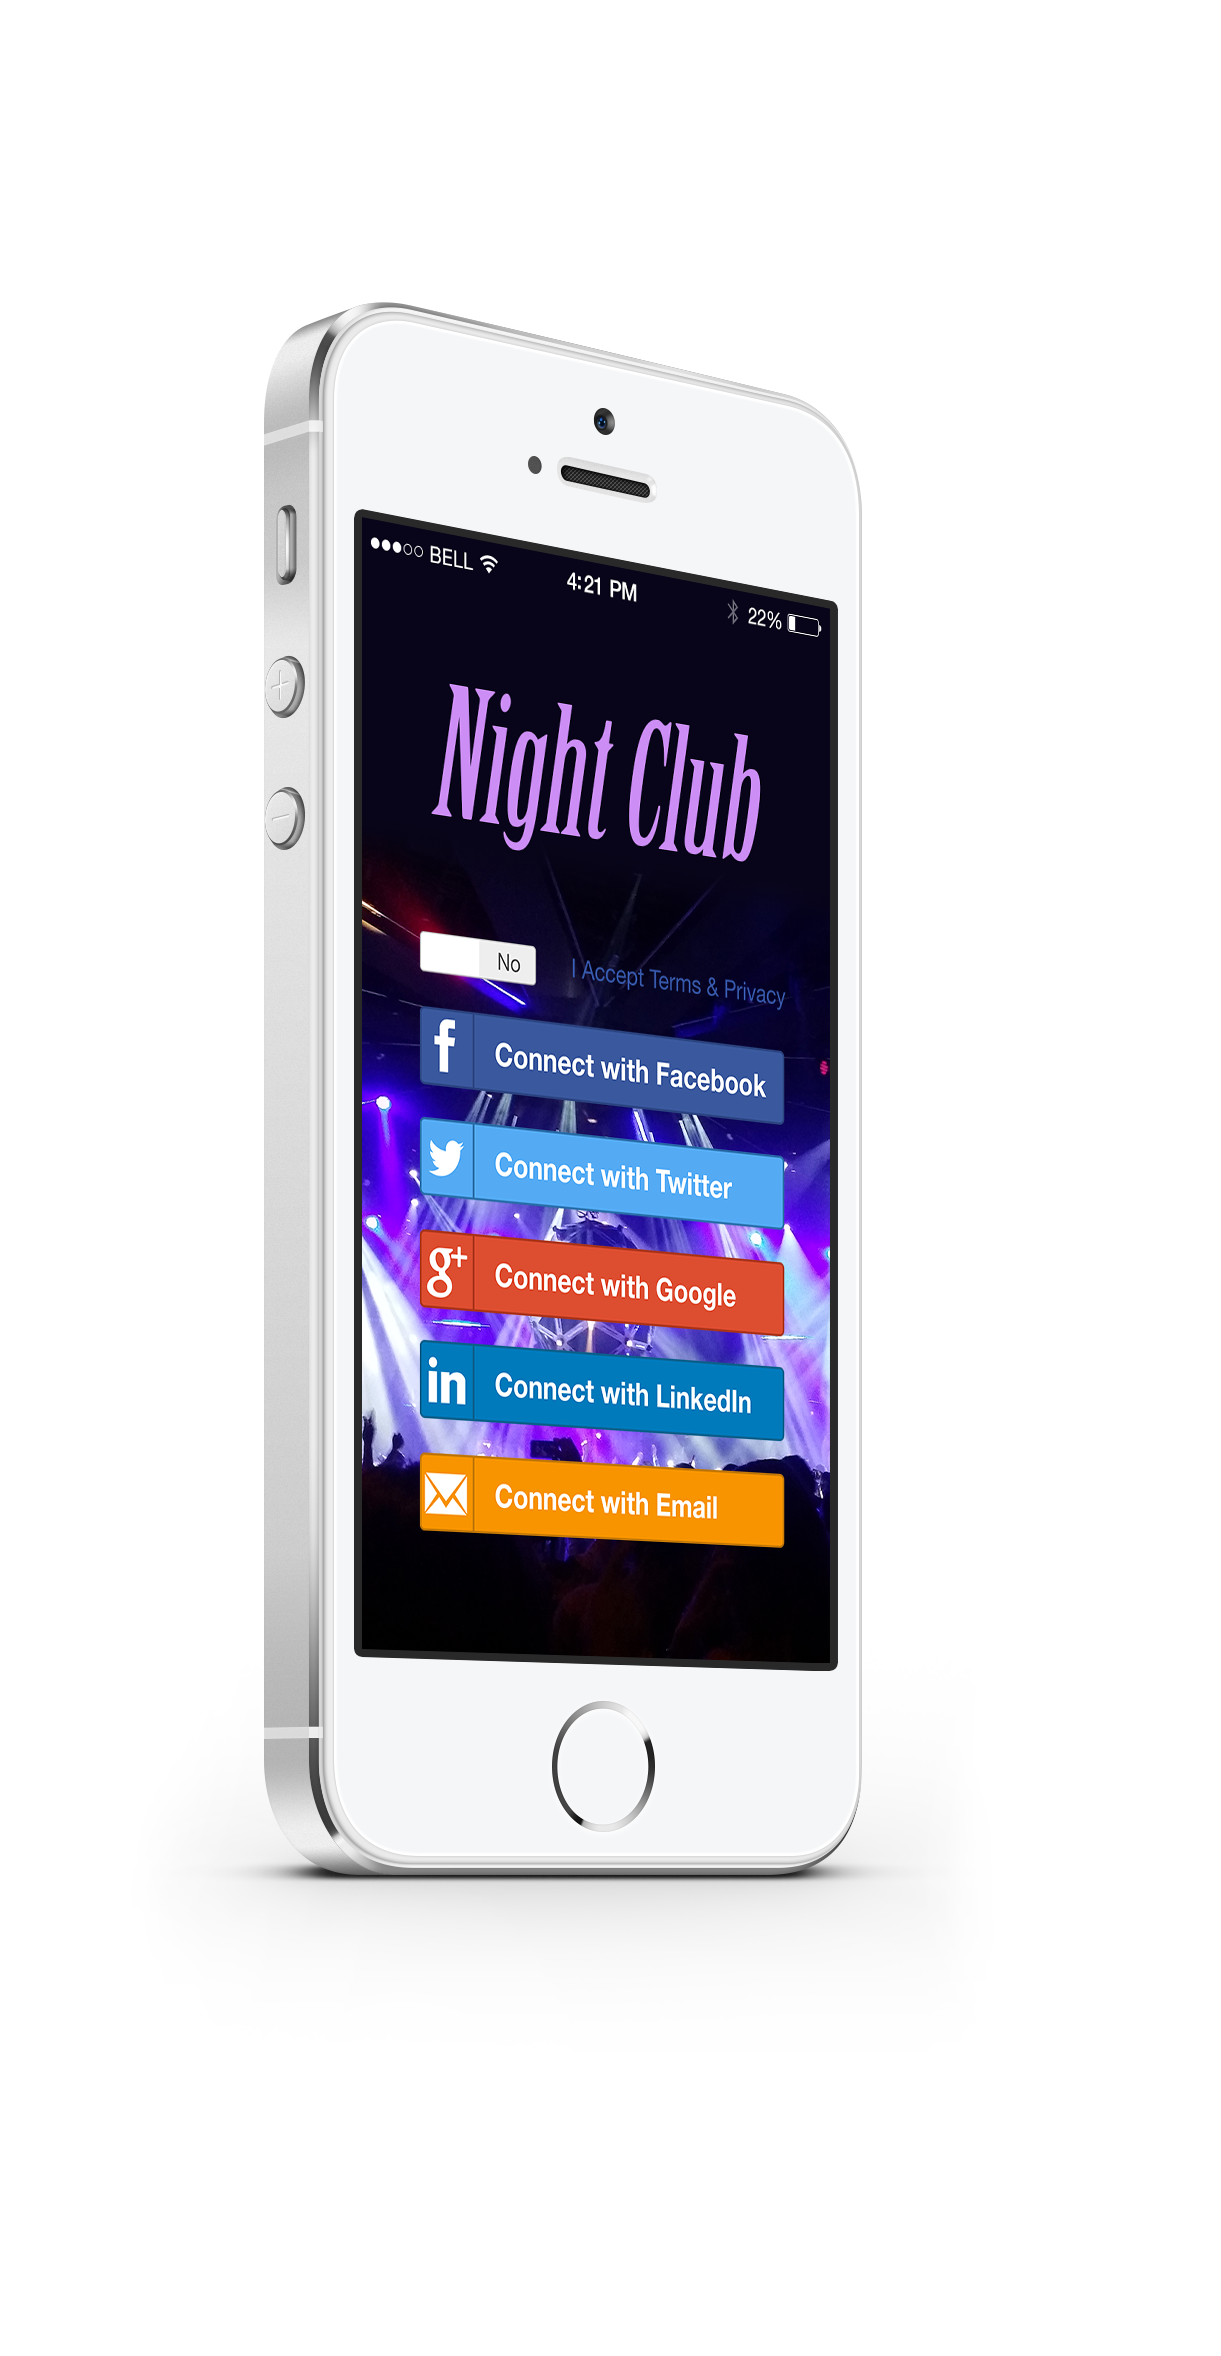 BELL
4:21 PM
22%
Night Club
No
I Accept Terms & Privacy
f Connect with Facebook
Connect with Twitter
g+ Connect with Google
in Connect with LinkedIn
Connect with Email